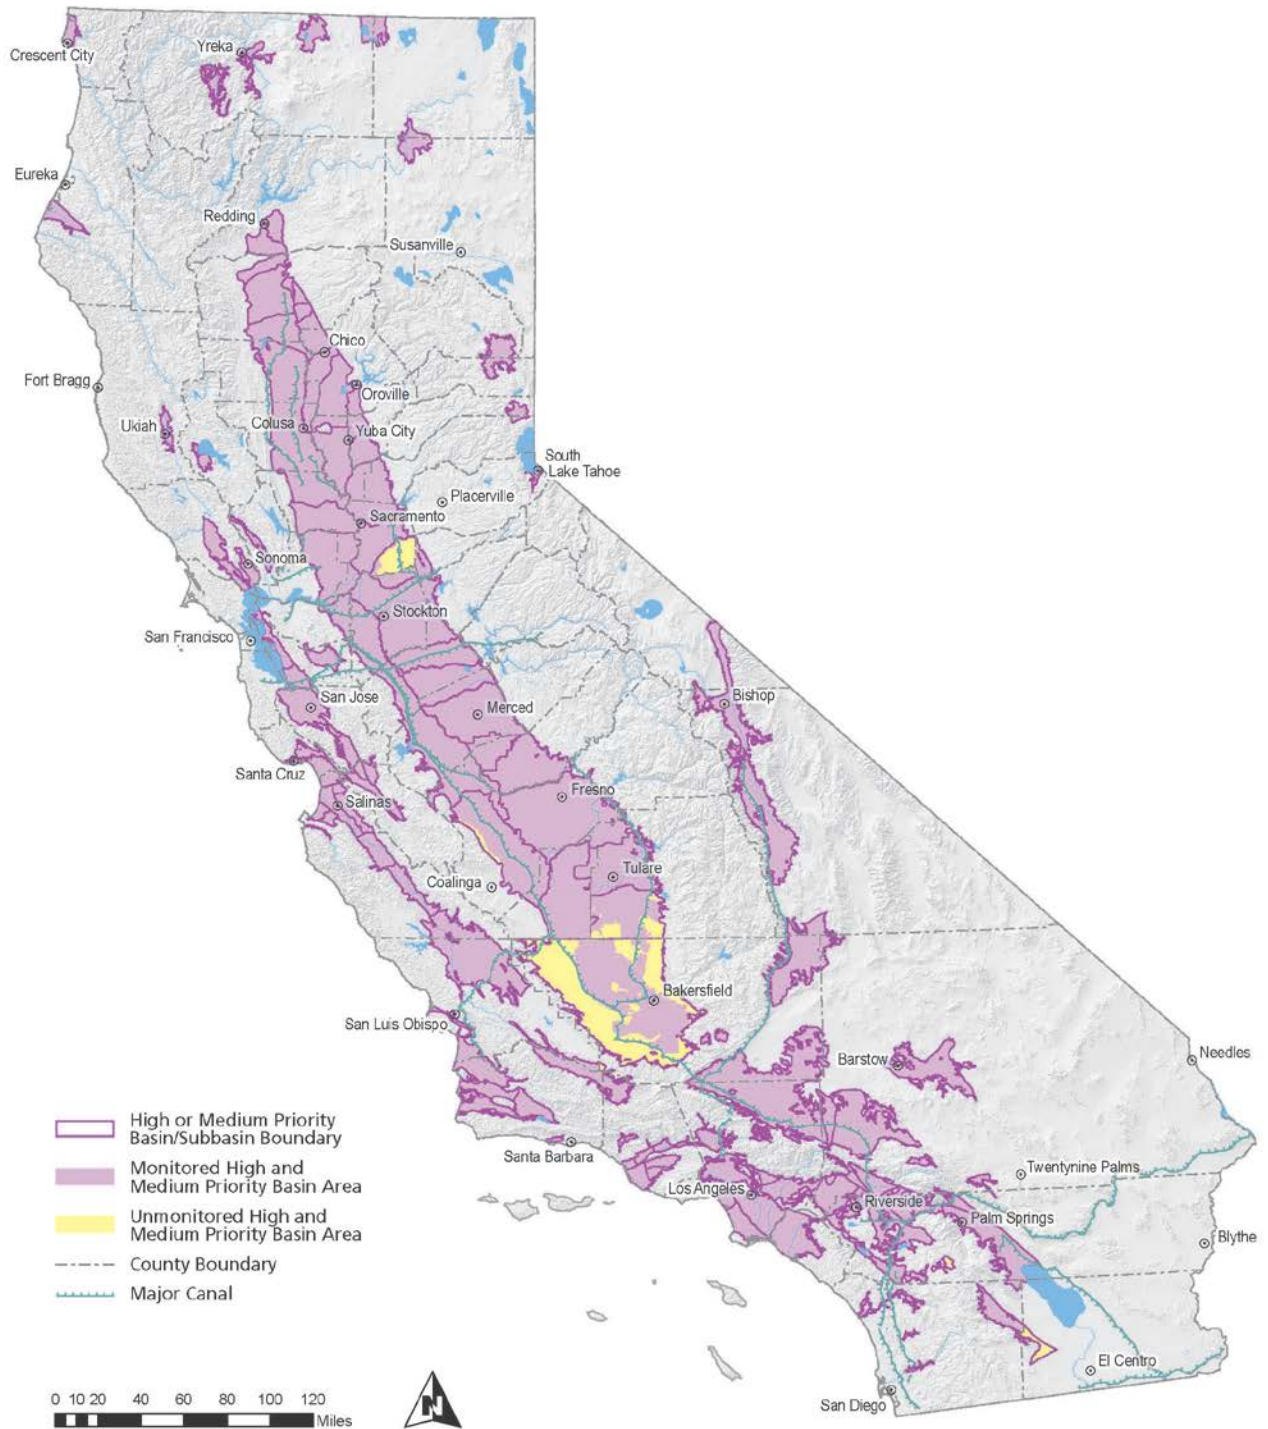 Crescent City
Yreka
Eureka
Redding
Susanville
Chico
Fort Bragg
Oroville
Ukiah
Colusa
Yuba City
South
Lake Tahoe
Placerville
Sacramento
Sonoma
Stockton
San Francisco
Bishop
San Jose
Merced
Santa Cruz
Fresno
Salinas
Tulare
Coalinga
Bakersfield
San Luis Obispo
Needles
Barstow
Santa Barbara
Twentynine Palms
Los Angeles
Riverside
Palm Springs
Blythe
El Centro
San Diego
High or Medium Priority
Basin/Subbasin Boundary
Monitored High and
Medium Priority Basin Area
Unmonitored High and
Medium Priority Basin Area
County Boundary
Major Canal
0 10 20 40 60 80 100 120
Miles
N